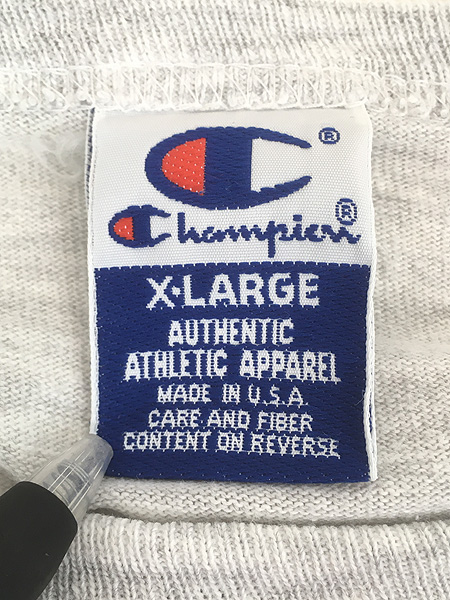 C ®
Champion ®
X-LARGE
AUTHENTIC
ATHLETIC APPAREL
MADE IN U.S.A.
CARE AND FIBER
CONTENT ON REVERSE